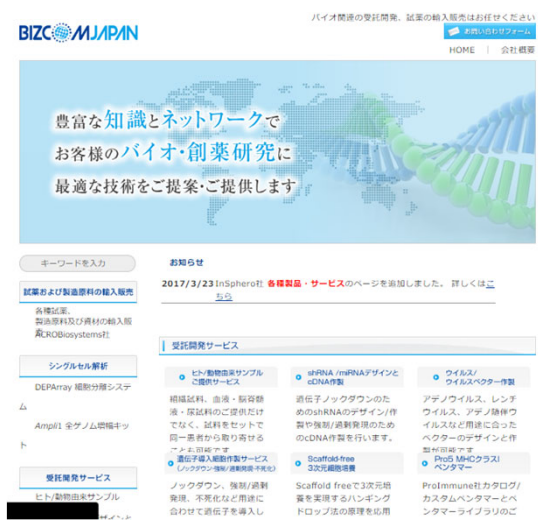 バイオ関連の受託開発、試薬の輸入販売はお任せください
BIZCOMJAPAN
お問い合わせフォーム
HOME | 会社概要
豊富な知識とネットワークで
お客様のバイオ・創薬研究に
最適な技術をご提案・ご提供します
キーワードを入力
試薬および製造原料の輸入販売
各種試薬、
製造原料及び資材の輸入販
ACROBiosystems社
シングルセル解析
DEPArray 細胞分離システ
ム
Ampli1 全ゲノム増幅キッ
ト
受託開発サービス
ヒト/動物由来サンプル
お知らせ
2017/3/23 InSphero社 各種製品・サービスのページを追加しました。 詳しくはこ
ちら
受託開発サービス
ヒト/動物由来サンプル
ご提供サービス
組織試料、血液・脳脊髄
液・尿試料のご提供だけ
でなく、試料をセットで
同一患者から取り寄せる
ことも可能です
shRNA /miRNAデザインと
cDNA作製
遺伝子ノックダウンのた
めのshRNAのデザイン/作
製や強制/過剰発現のため
のcDNA作製を行います。
ウイルス/
ウイルスベクター作製
アデノウイルス、レンチ
ウイルス、アデノ随伴ウ
イルスなど用途に合った
ベクターのデザインと作
製が可能です
遺伝子導入細胞作製サービス
(ノックダウン・強制/過剰発現・不死化)
ノックダウン、強制/過剰
発現、不死化など用途に
合わせて遺伝子を導入し
Scaffold-free
3次元細胞培養
Scaffold freeで3次元培
養を実現するハンギング
ドロップ法の原理を応用
Pro5 MHCクラスI
ペンタマー
ProImmune社カタログ/
カスタムペンタマーとペ
ンタマーライブラリのご